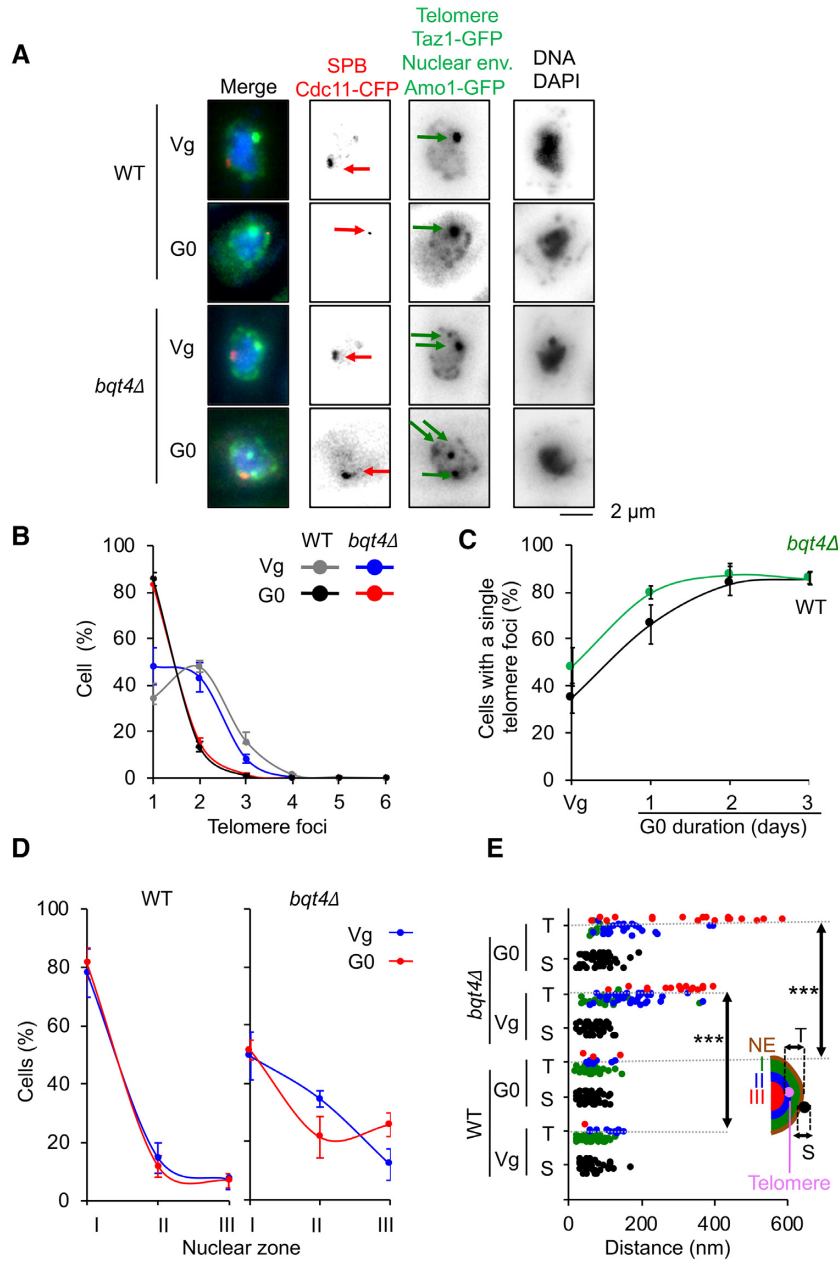 A
Merge
SPB
Cdc11-CFP
Telomere
Taz1-GFP
Nuclear env.
Amo1-GFP
DNA
DAPI
WT
Vg
G0
bqt4Δ
Vg
G0
2 μm
B
WT bqt4Δ
Vg
G0
Cell (%)
100
80
60
40
20
0
1 2 3 4 5 6
Telomere foci
C
bqt4Δ
WT
Cells with a single
telomere foci (%)
100
80
60
40
20
0
Vg 1 2 3
G0 duration (days)
D
WT bqt4Δ
Vg
G0
Cells (%)
100
80
60
40
20
0
I II III I II III
Nuclear zone
E
bqt4Δ
G0
T
S
Vg
T
S
WT
G0
T
S
Vg
T
S
***
***
NE
I
II
III
T
S
Telomere
0 200 400 600
Distance (nm)